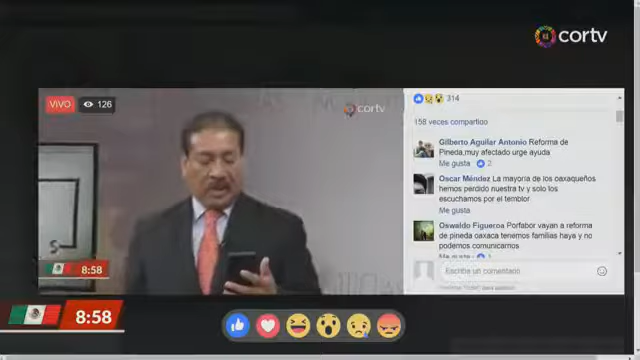 cortv
VIVO 126
cortv
314
158 veces compartido
Gilberto Aguilar Antonio Reforma de
Pineda,muy afectado urge ayuda
Me gusta 2
Oscar Méndez La mayoría de los oaxaqueños
hemos perdido nuestra tv y solo los
escuchamos por el temblor
Me gusta
Oswaldo Figueroa Porfabor vayan a reforma
de pineda oaxaca tenemos familias haya y no
podemos comunicarnos
Me gusta
Escribe un comentario
8:58
8:58